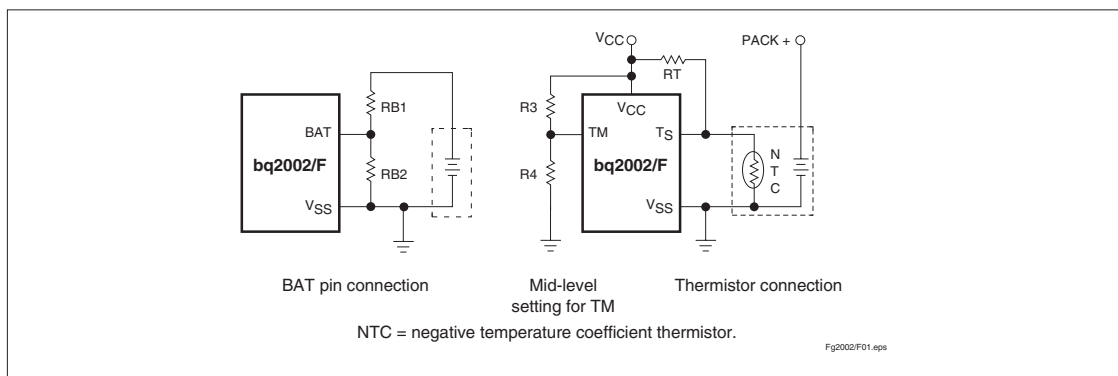 VCC
PACK +
RT
RB1
R3
VCC
BAT
TM
TS
bq2002/F
bq2002/F
N
T
C
RB2
R4
VSS
VSS
BAT pin connection
Mid-level
setting for TM
Thermistor connection
NTC = negative temperature coefficient thermistor.
Fg2002/F01.eps